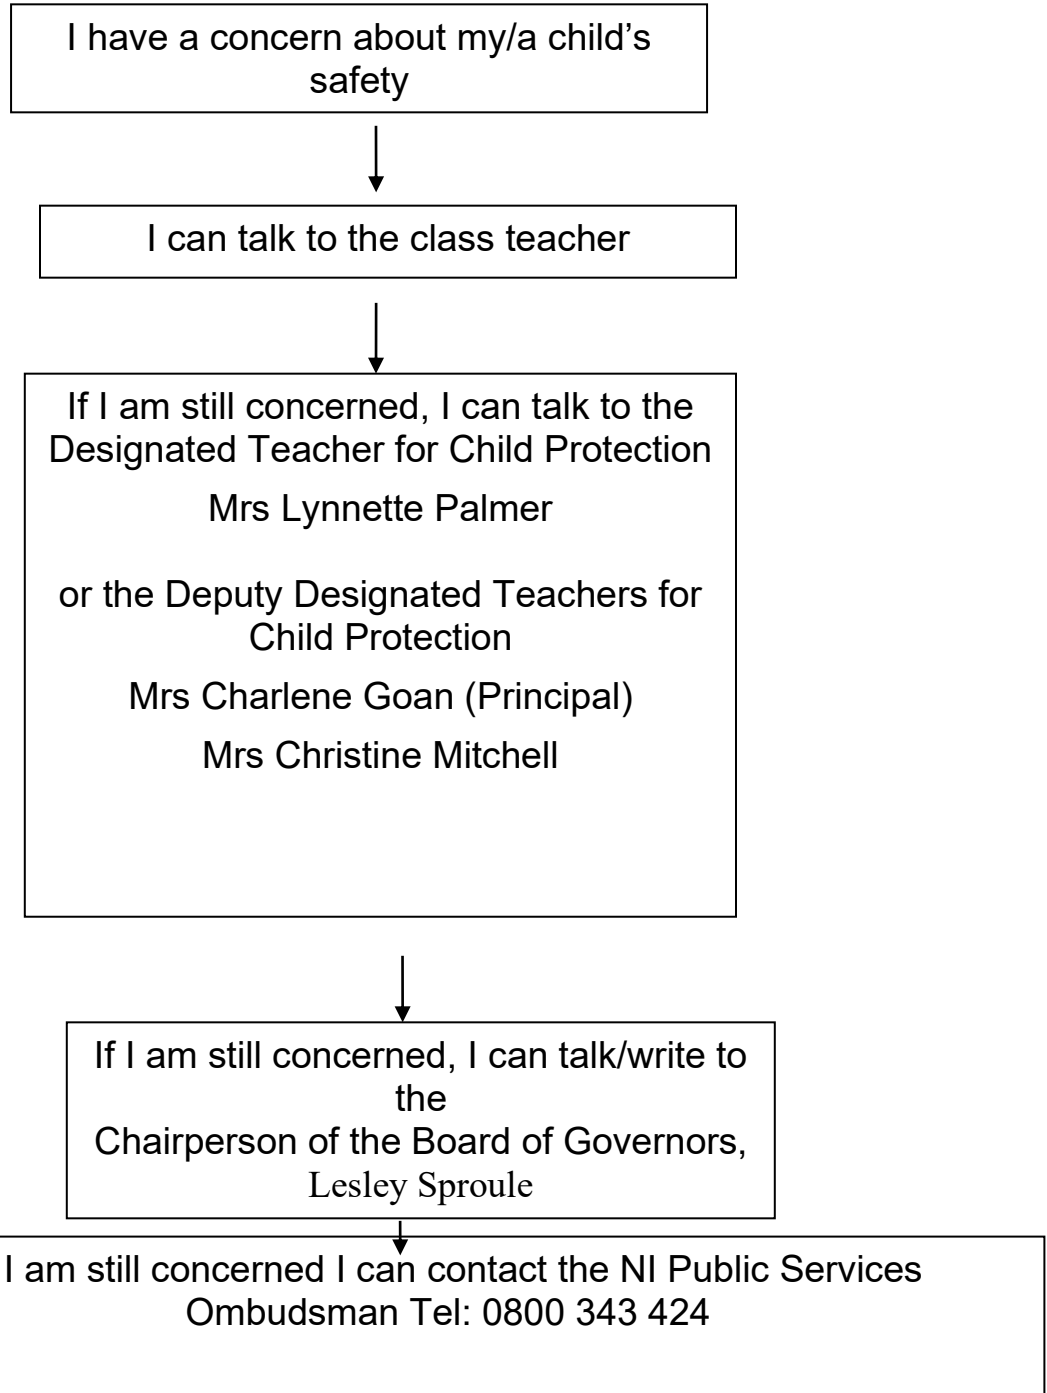 I have a concern about my/a child’s
safety
I can talk to the class teacher
If I am still concerned, I can talk to the
Designated Teacher for Child Protection
Mrs Lynnette Palmer
or the Deputy Designated Teachers for
Child Protection
Mrs Charlene Goan (Principal)
Mrs Christine Mitchell
If I am still concerned, I can talk/write to
the
Chairperson of the Board of Governors,
Lesley Sproule
I am still concerned I can contact the NI Public Services
Ombudsman Tel: 0800 343 424